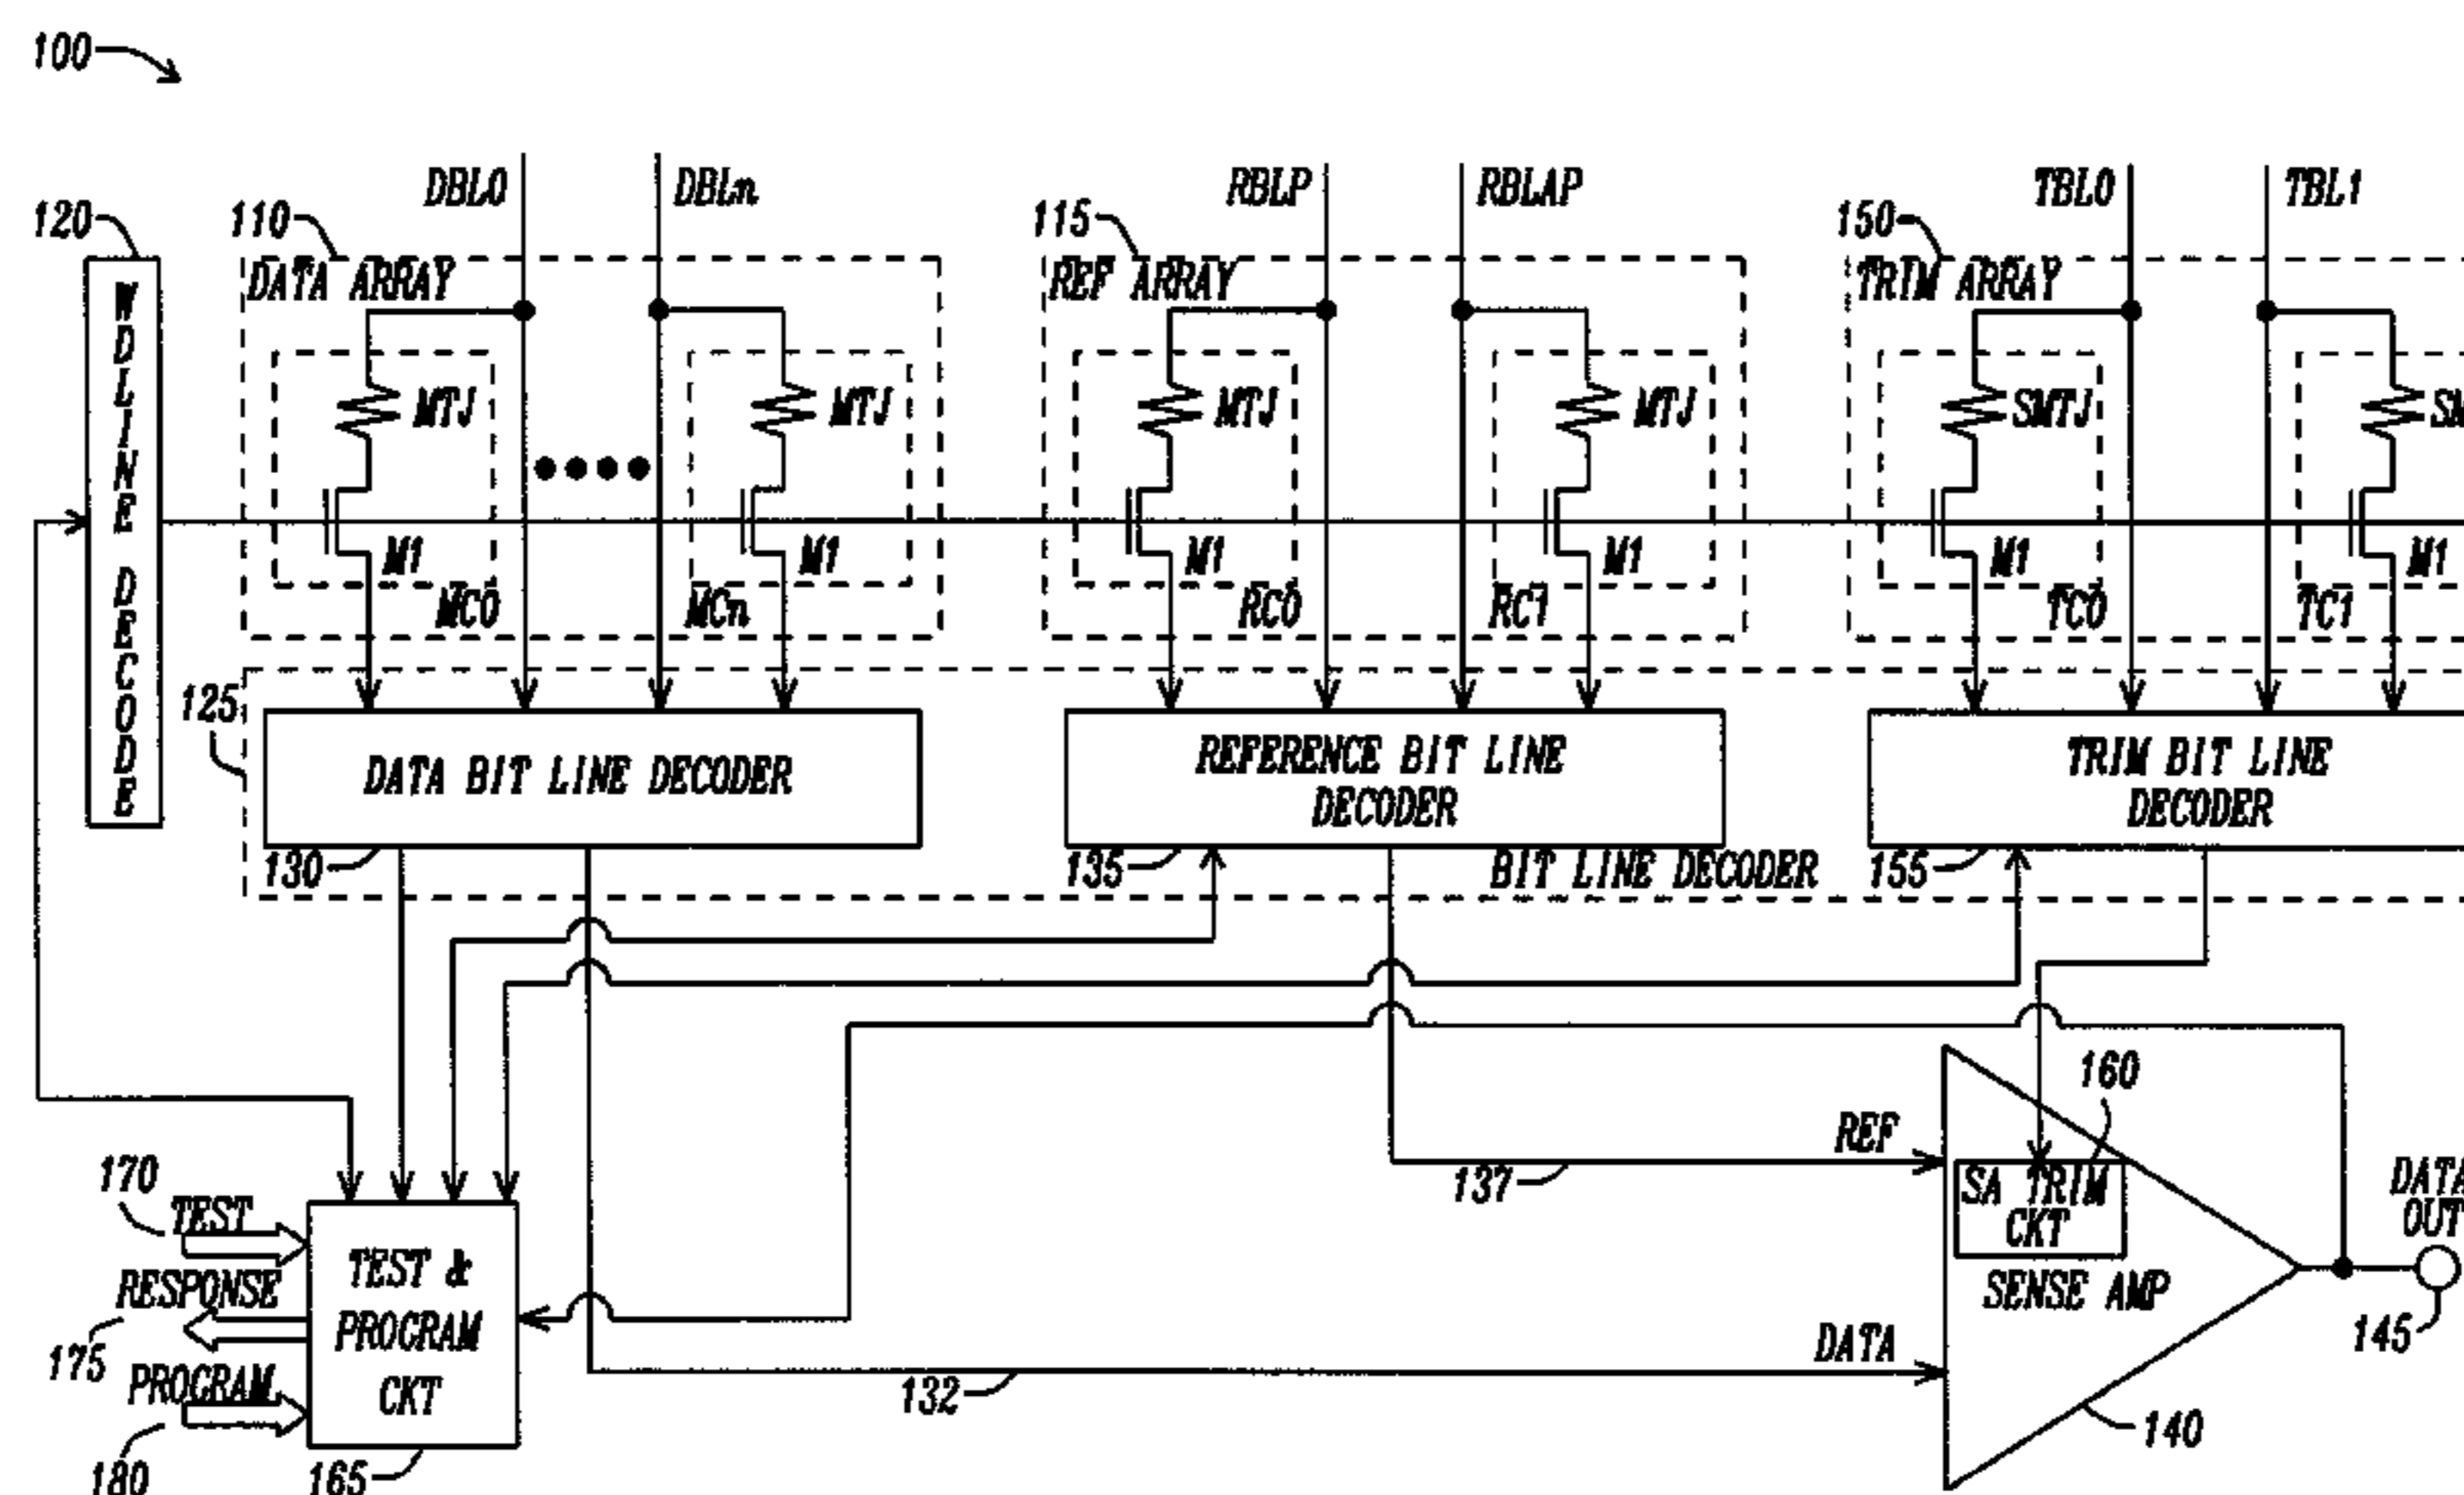 100
DBL0
DBLn
RBLP
RBLAP
TBL0
TBL1
120
110
115
150
DATA ARRAY
REF ARRAY
TRIM ARRAY
WDLINE DECODE
MTJ
MTJ
MTJ
MTJ
SMTJ
SM
M1
M1
M1
M1
M1
M1
MC0
MCn
RC0
RC1
TC0
TC1
125
DATA BIT LINE DECODER
REFERENCE BIT LINE
DECODER
TRIM BIT LINE
DECODER
130
135
BIT LINE DECODER
155
160
REF
137
170
TEST
RESPONSE
175
PROGRAM
180
TEST &
PROGRAM
CKT
165
SA TRIM
CKT
SENSE AMP
DATA
OUT
145
DATA
132
140